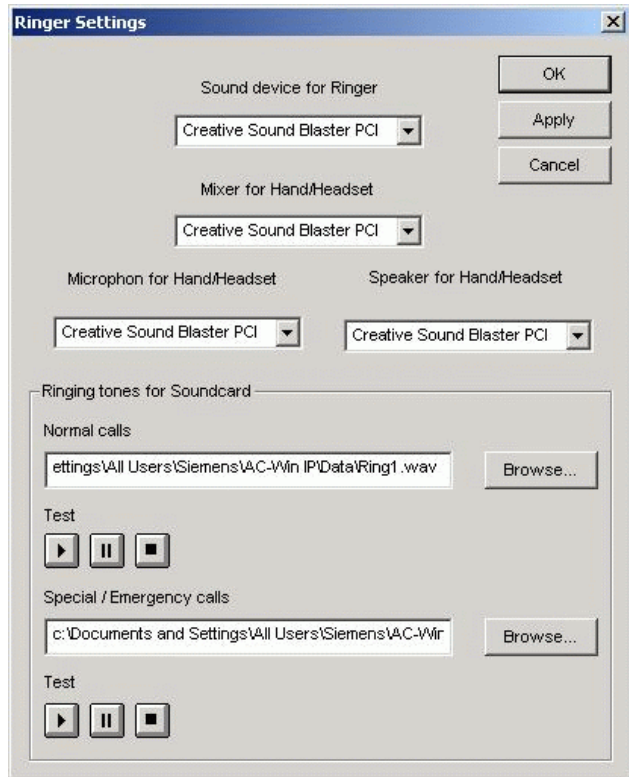 Ringer Settings
OK
Sound device for Ringer
Creative Sound Blaster PCI
Apply
Cancel
Mixer for Hand/Headset
Creative Sound Blaster PCI
Microphon for Hand/Headset
Speaker for Hand/Headset
Creative Sound Blaster PCI
Creative Sound Blaster PCI
Ringing tones for Soundcard
Normal calls
ettings\All Users\Siemens\AC-Win IP\Data\Ring1.wav
Browse...
Test
Special / Emergency calls
c:\Documents and Settings\All Users\Siemens\AC-Win
Browse...
Test